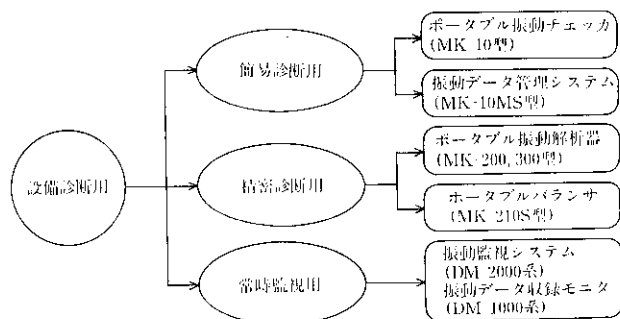 設備診断用
簡易診断用
ポータブル振動チェッカ
(MK-10型)
振動データ管理システム
(MK-10MS型)
精密診断用
ポータブル振動解析器
(MK-200,300型)
ポータブルバランサ
(MK-210S型)
常時監視用
振動監視システム
(DM-2000系)
振動データ収録モニタ
(DM-1000系)